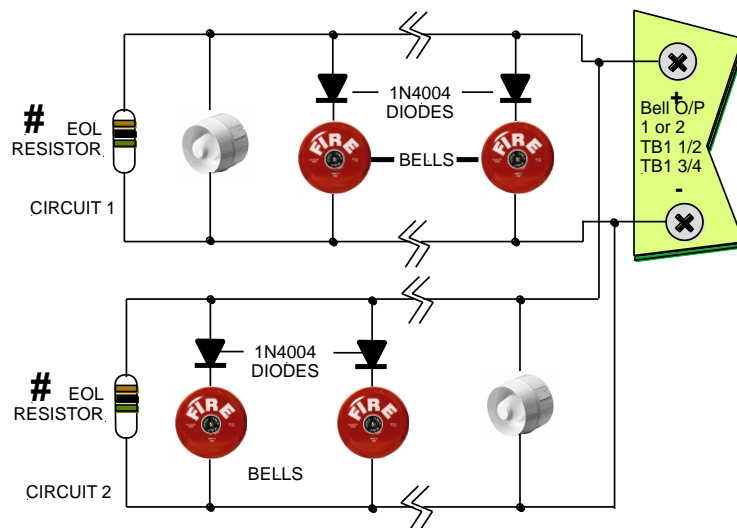 1N4004
DIODES
+
Bell O/P
1 or 2
TB1 1/2
TB1 3/4
-
# EOL
RESISTOR
FIRE
BELLS
FIRE
CIRCUIT 1
1N4004
DIODES
# EOL
RESISTOR
FIRE
FIRE
BELLS
CIRCUIT 2